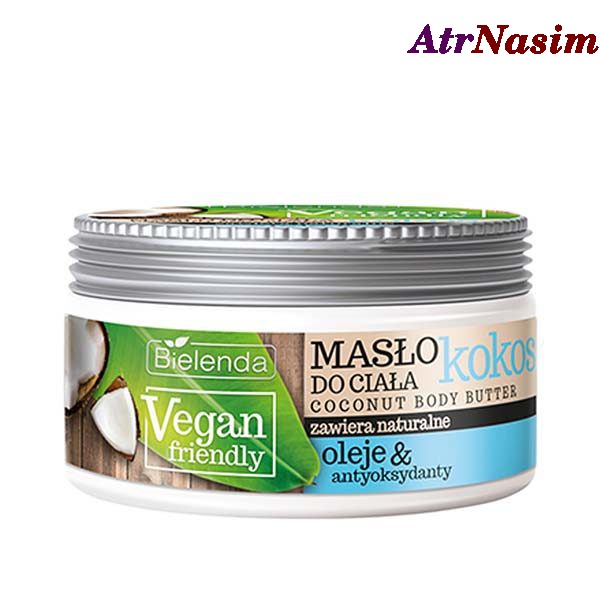 AtrNasim
Bielenda
Vegan
friendly
MASŁO
DO CIAŁA
kokos
COCONUT BODY BUTTER
zawiera naturalne
oleje &
antyoksydanty